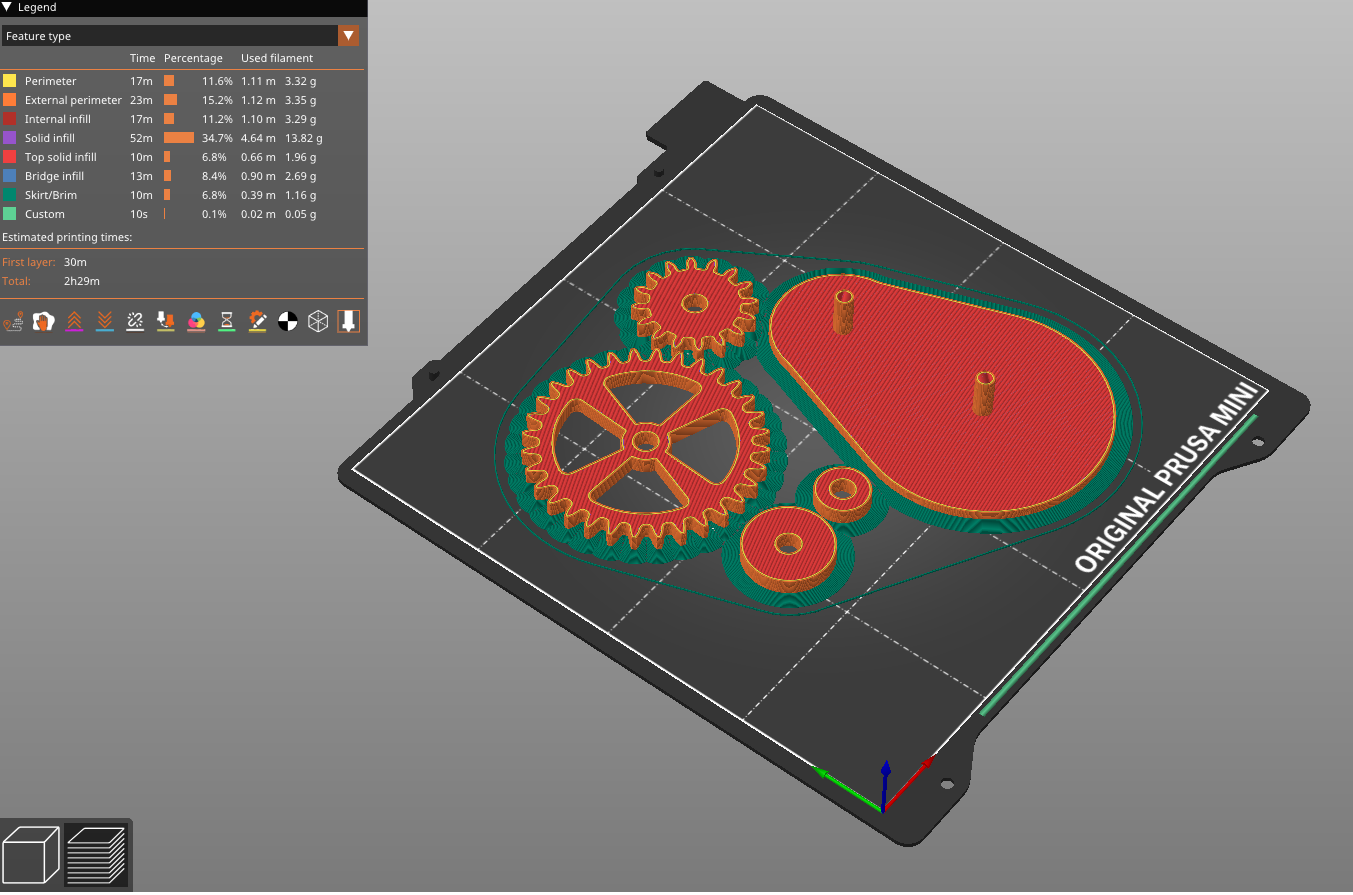 Legend
Feature type
Time Percentage Used filament
Perimeter 17m 11.6% 1.11 m 3.32 g
External perimeter 23m 15.2% 1.12 m 3.35 g
Internal infill 17m 11.2% 1.10 m 3.29 g
Solid infill 52m 34.7% 4.64 m 13.82 g
Top solid infill 10m 6.8% 0.66 m 1.96 g
Bridge infill 13m 8.4% 0.90 m 2.69 g
Skirt/Brim 10m 6.8% 0.39 m 1.16 g
Custom 10s 0.1% 0.02 m 0.05 g
Estimated printing times:
First layer: 30m
Total: 2h29m
ORIGINAL PRUSA MINI